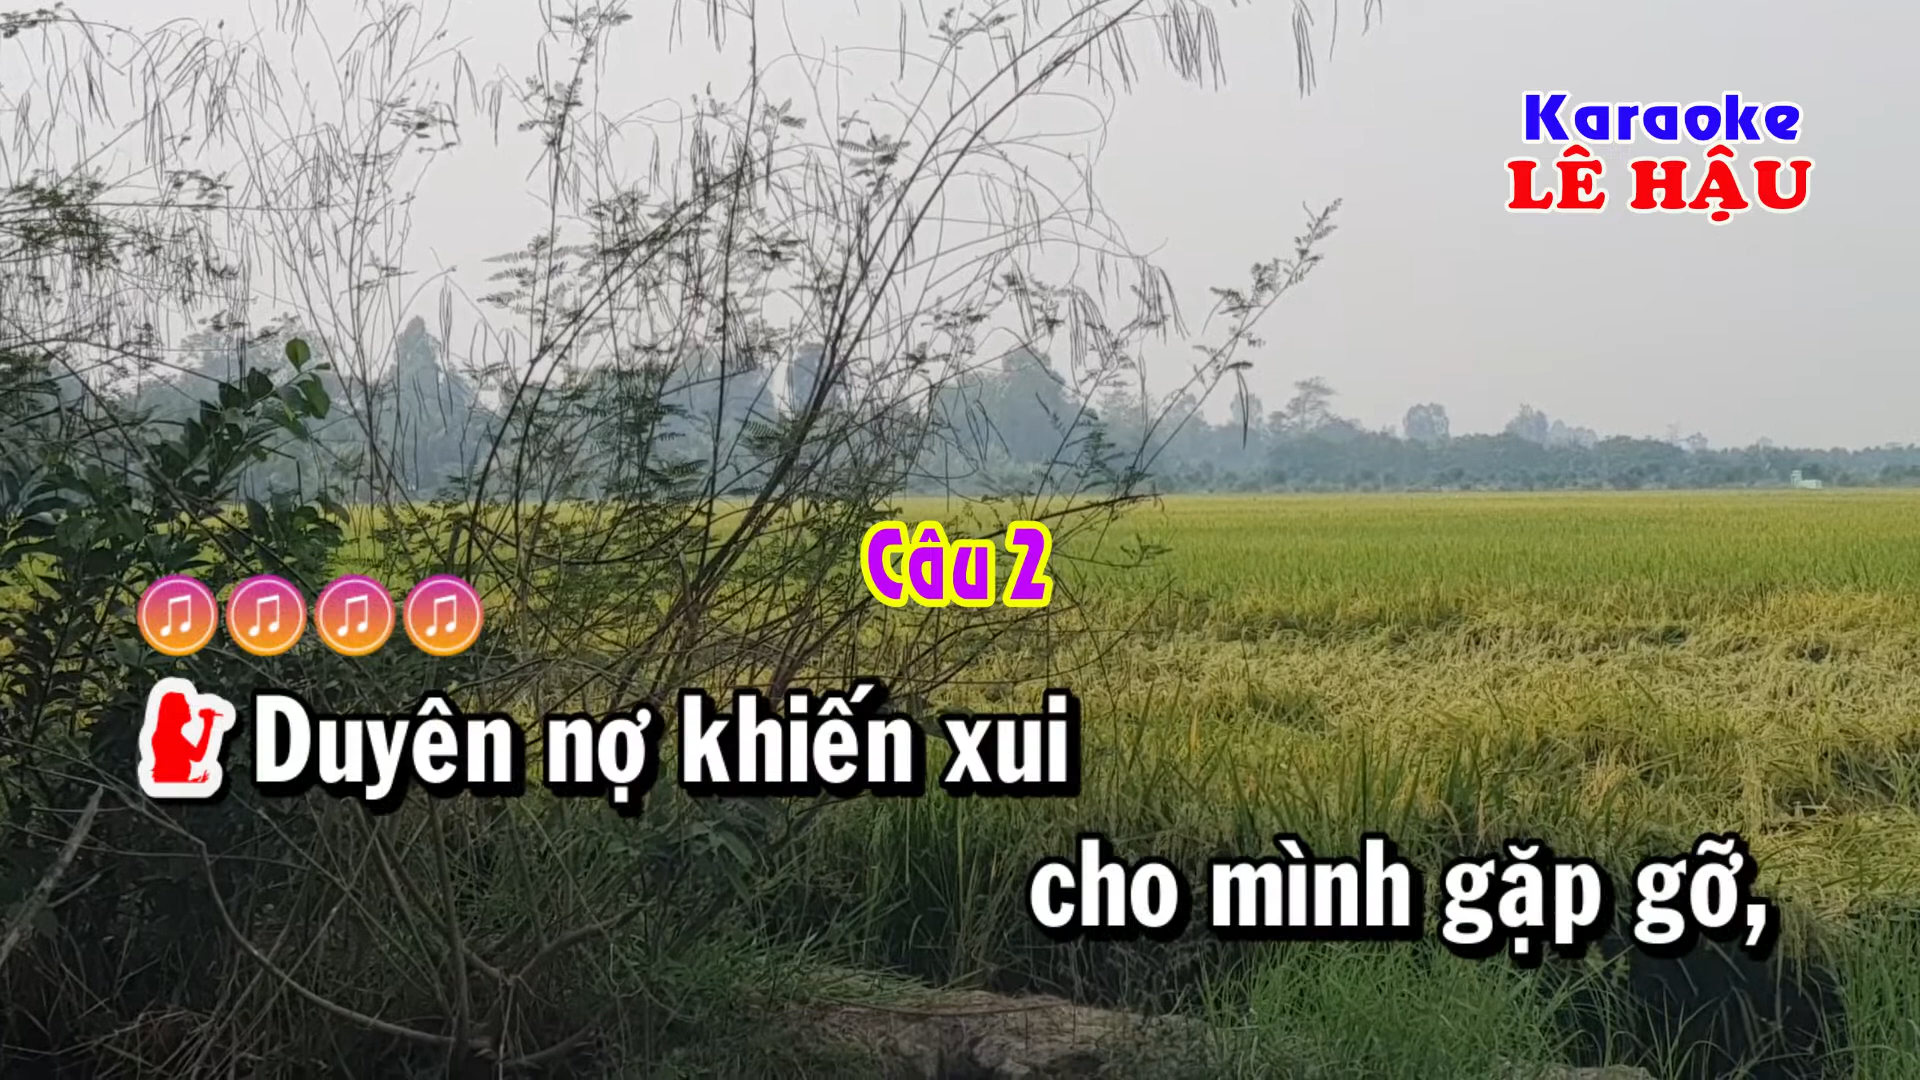 Karaoke
LÊ HẬU
Câu 2
Duyên nợ khiến xui
cho mình gặp gỡ,